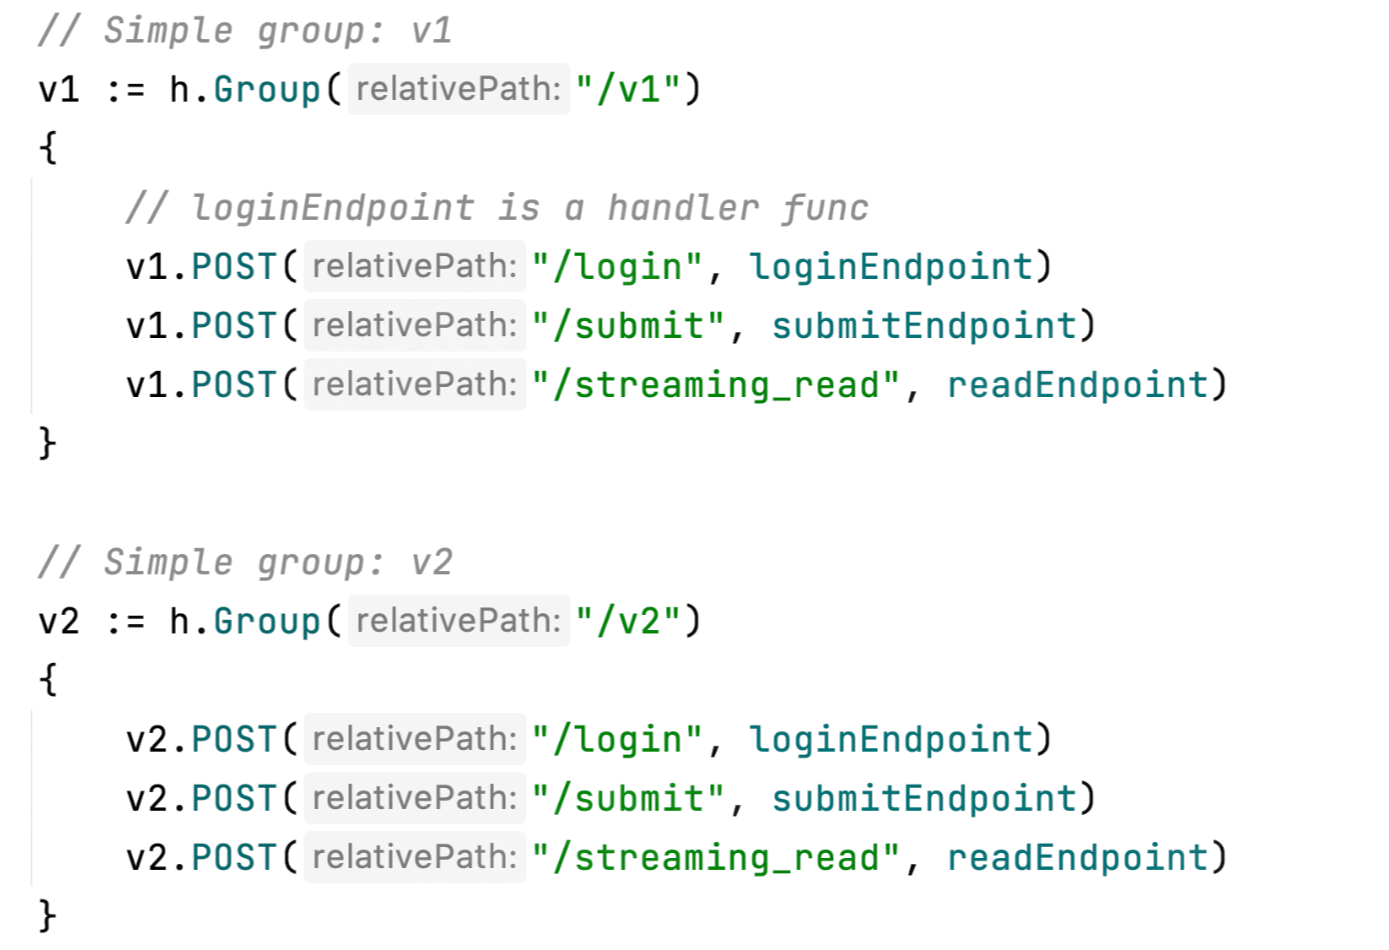 // Simple group: v1
v1 := h.Group( relativePath: "/v1")
{
// loginEndpoint is a handler func
v1.POST( relativePath: "/login", loginEndpoint)
v1.POST( relativePath: "/submit", submitEndpoint)
v1.POST( relativePath: "/streaming_read", readEndpoint)
}
// Simple group: v2
v2 := h.Group( relativePath: "/v2")
{
v2.POST( relativePath: "/login", loginEndpoint)
v2.POST( relativePath: "/submit", submitEndpoint)
v2.POST( relativePath: "/streaming_read", readEndpoint)
}